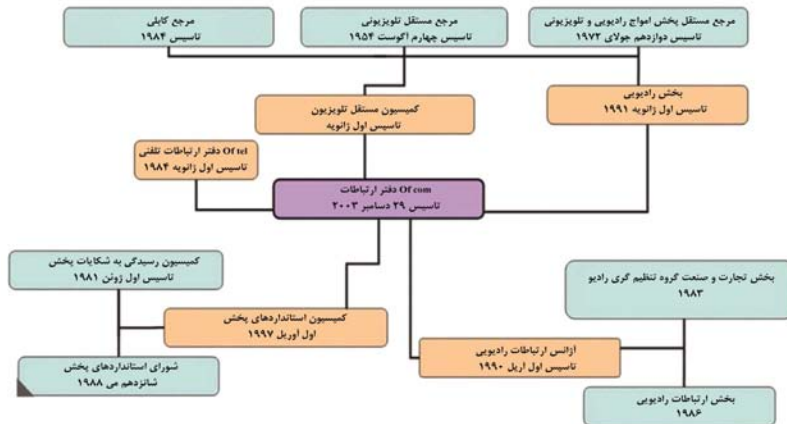 مرجع مستقل پخش امواج رادیویی و تلویزیونی
تاسیس دوازدهم جولای ۱۹۷۲
مرجع مستقل تلویزیونی
تاسیس چهارم آگوست ۱۹۵۴
مرجع کابلی
تاسیس ۱۹۸۴
بخش رادیویی
تاسیس اول ژانویه ۱۹۹۱
کمیسیون مستقل تلویزیون
تاسیس اول ژانویه
Of tel دفتر ارتباطات تلفنی
تاسیس اول ژانویه ۱۹۸۴
Of com دفتر ارتباطات
تاسیس ۲۹ دسامبر ۲۰۰۳
کمیسیون رسیدگی به شکایات پخش
تاسیس اول ژوئن ۱۹۸۱
بخش تجارت و صنعت گروه تنظیم گری رادیو
۱۹۸۳
کمیسیون استانداردهای پخش
اول آوریل ۱۹۹۷
آژانس ارتباطات رادیویی
تاسیس اول اریل ۱۹۹۰
شورای استانداردهای پخش
شانزدهم می ۱۹۸۸
بخش ارتباطات رادیویی
۱۹۸۶